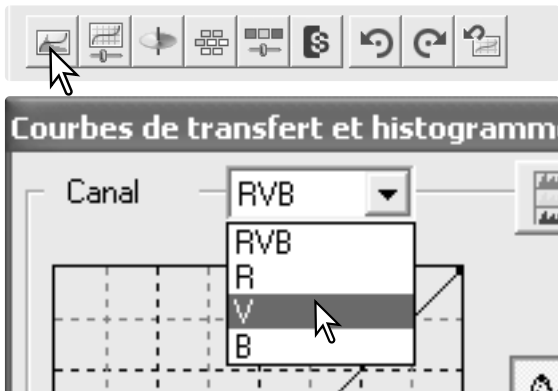 Courbes de transfert et histogramm
Canal
RVB
RVB
R
V
B